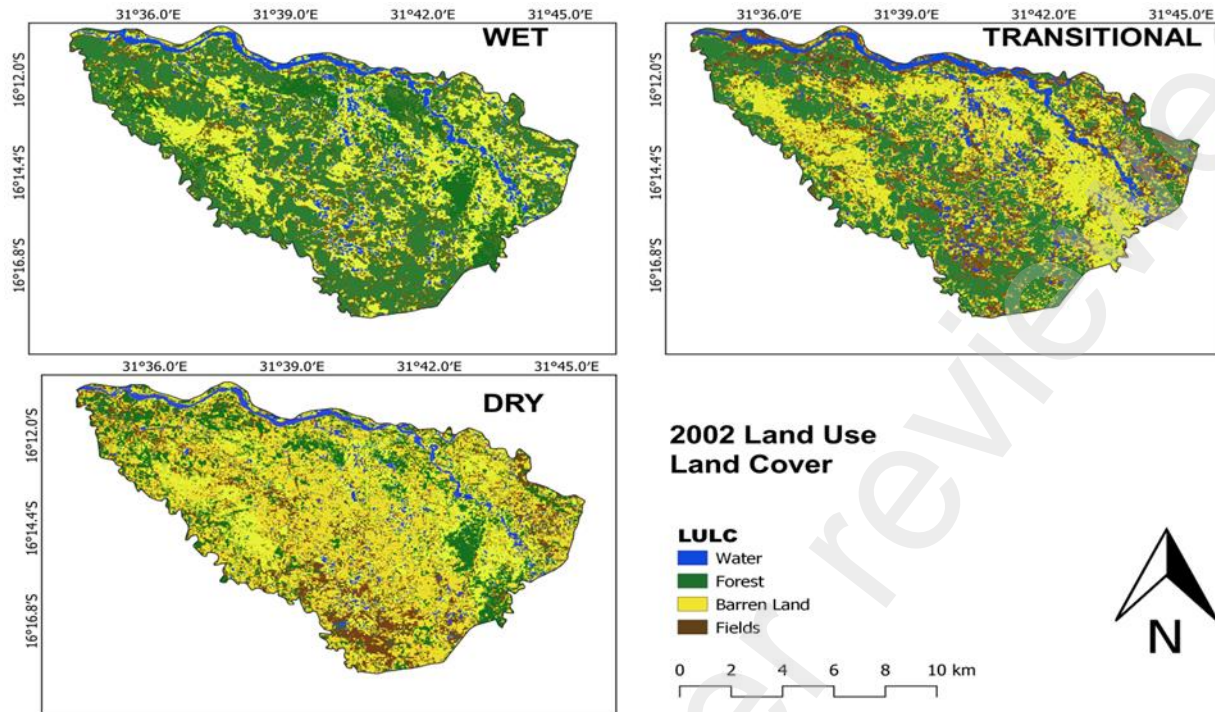 31°36.0'E 31°39.0'E 31°42.0'E 31°45.0'E
WET
16°12.0'S
16°14.4'S
16°16.8'S
31°36.0'E 31°39.0'E 31°42.0'E 31°45.0'E
TRANSITIONAL
16°12.0'S
16°14.4'S
16°16.8'S
31°36.0'E 31°39.0'E 31°42.0'E 31°45.0'E
DRY
16°12.0'S
16°14.4'S
16°16.8'S
2002 Land Use
Land Cover
LULC
Water
Forest
Barren Land
Fields
0 2 4 6 8 10 km
N
er reviewe
er re